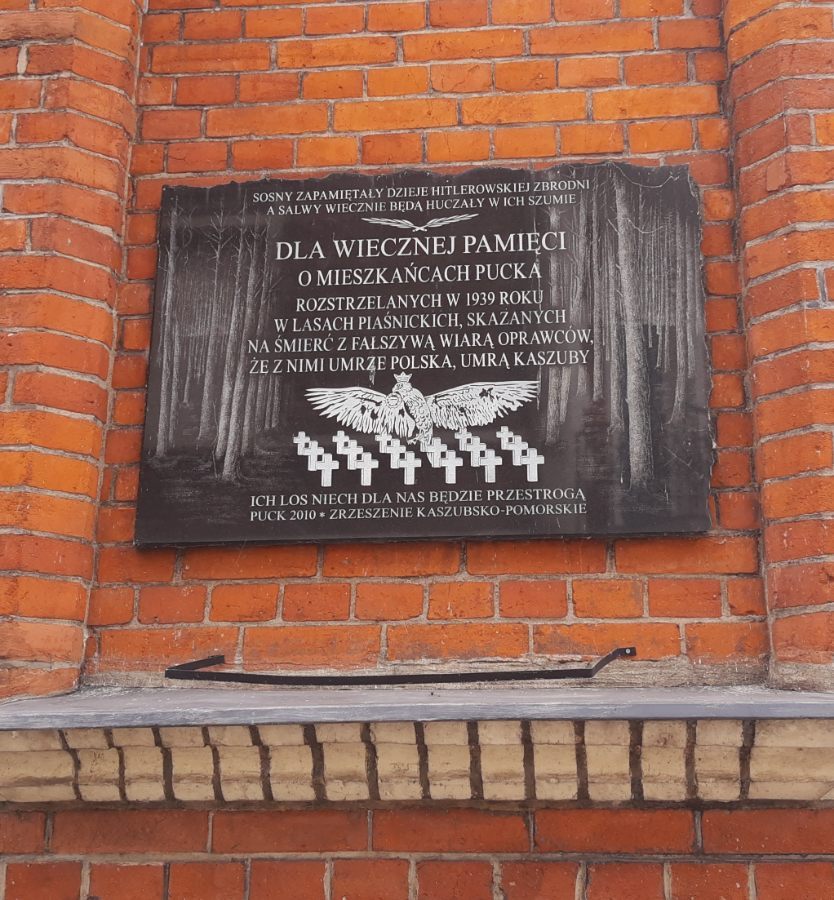 SOSNY ZAPAMIĘTAŁY DZIEJE HITLEROWSKIEJ ZBRODNI
A SALWY WIECZNIE BĘDĄ HUCZAŁY W ICH SZUMIE
DLA WIECZNEJ PAMIĘCI
O MIESZKAŃCACH PUCKA
ROZSTRZELANYCH W 1939 ROKU
W LASACH PIAŚNICKICH, SKAZANYCH
NA ŚMIERĆ Z FAŁSZYWĄ WIARĄ OPRAWCÓW,
ŻE Z NIMI UMRZE POLSKA, UMRĄ KASZUBY
ICH LOS NIECH DLA NAS BĘDZIE PRZESTROGĄ
PUCK 2010 * ZRZESZENIE KASZUBSKO-POMORSKIE